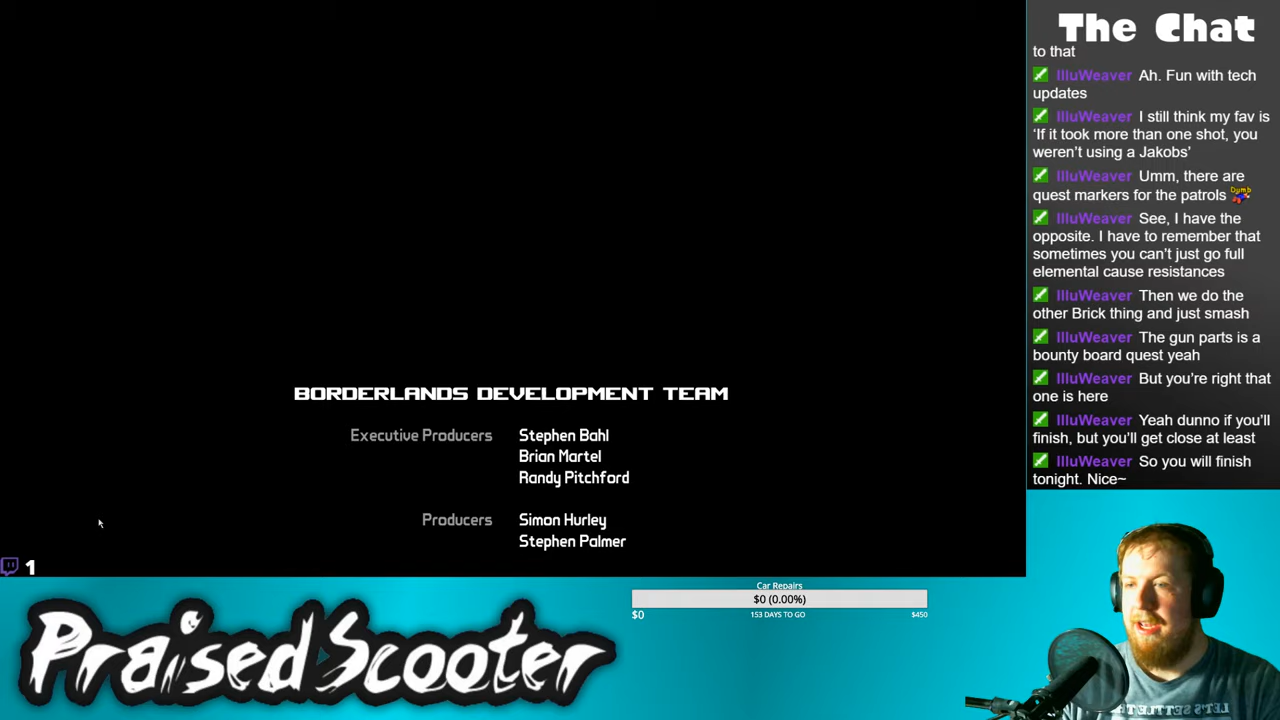 The Chat
to that
IlluWeaver Ah. Fun with tech
updates
IlluWeaver I still think my fav is
‘If it took more than one shot, you
weren’t using a Jakobs’
IlluWeaver Umm, there are
quest markers for the patrols
IlluWeaver See, I have the
opposite. I have to remember that
sometimes you can’t just go full
elemental cause resistances
IlluWeaver Then we do the
other Brick thing and just smash
IlluWeaver The gun parts is a
bounty board quest yeah
IlluWeaver But you’re right that
one is here
IlluWeaver Yeah dunno if you’ll
finish, but you’ll get close at least
IlluWeaver So you will finish
tonight. Nice~
BORDERLANDS DEVELOPMENT TEAM
Executive Producers Stephen Bahl
Brian Martel
Randy Pitchford
Producers Simon Hurley
Stephen Palmer
1
Car Repairs
$0 (0.00%)
$0 153 DAYS TO GO $450
PraisedScooter
LET'S SETTLE TH